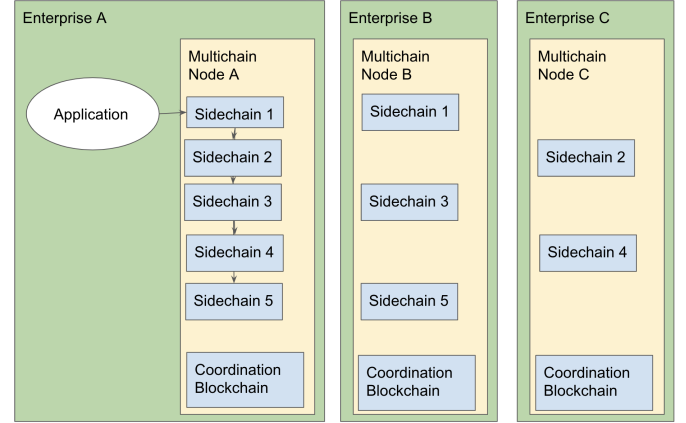 Enterprise A
Multichain
Node A
Application
Sidechain 1
Sidechain 2
Sidechain 3
Sidechain 4
Sidechain 5
Coordination
Blockchain
Enterprise B
Multichain
Node B
Sidechain 1
Sidechain 3
Sidechain 5
Coordination
Blockchain
Enterprise C
Multichain
Node C
Sidechain 2
Sidechain 4
Coordination
Blockchain